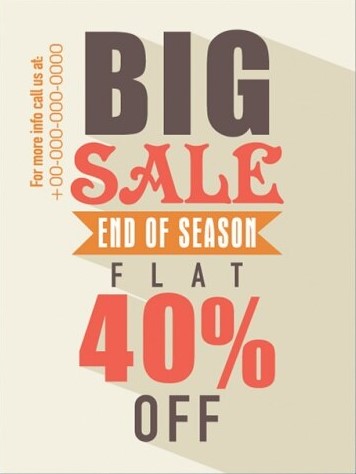 For more info call us at:
+00-000-000-0000
BIG
SALE
END OF SEASON
FLAT
40%
OFF